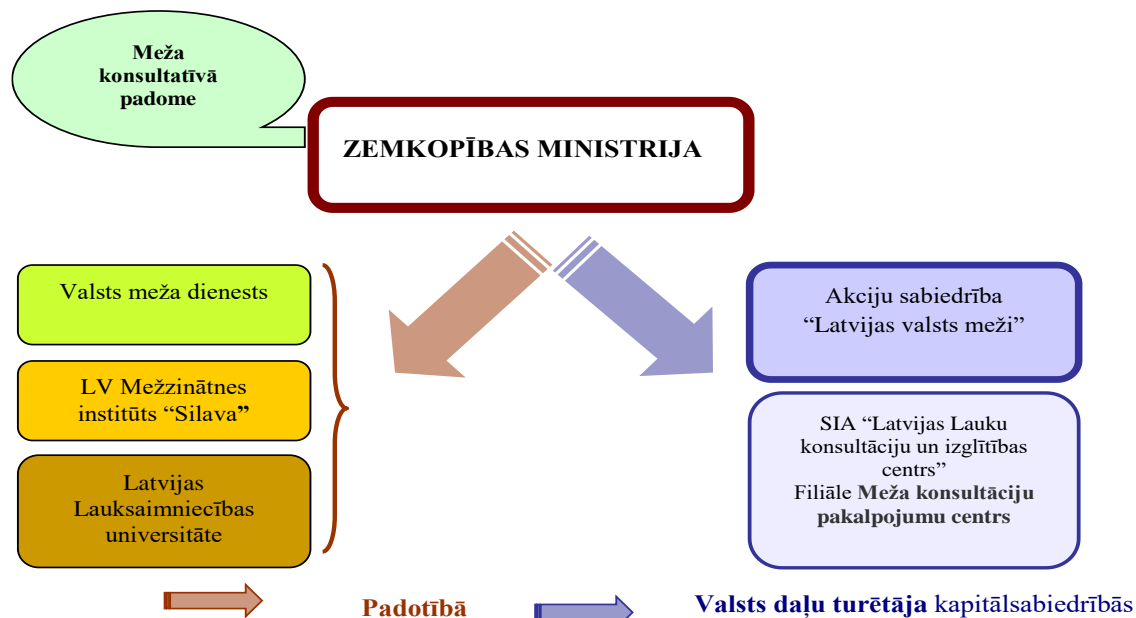 Meža
konsultatīvā
padome
ZEMKOPĪBAS MINISTRIJA
Valsts meža dienests
LV Mežzinātnes
institūts “Silava”
Latvijas
Lauksaimniecības
universitāte
Akciju sabiedrība
“Latvijas valsts meži”
SIA “Latvijas Lauku
konsultāciju un izglītības
centrs”
Filiāle Meža konsultāciju
pakalpojumu centrs
Padotībā
Valsts daļu turētāja kapitālsabiedrībās